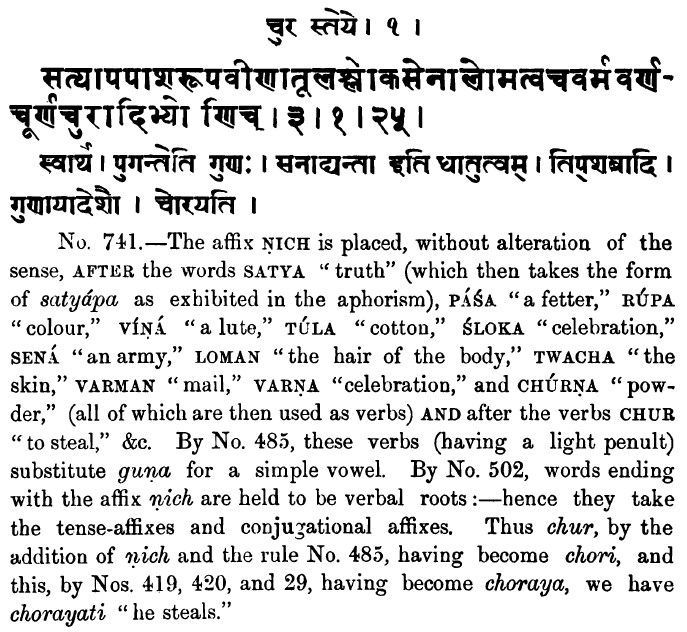 चुर स्तेये। १ ।
सत्यापपाशरूपवीणातूलश्लोकसेनालोमत्वचवर्मवर्ण-
चूर्णचुरादिभ्यो णिच् । ३ । १ । २५ ।
स्वार्थे । पुगन्तेति गुणः । सनाद्यन्ता इति धातुत्वम् । तिप्शबादि ।
गुणायादेशौ । चोरयति ।
No. 741.—The affix ṆICH is placed, without alteration of the
sense, AFTER the words SATYA “truth” (which then takes the form
of satyápa as exhibited in the aphorism), PÁŚA “a fetter,” RÚPA
“colour,” VÍṆÁ “a lute,” TÚLA “cotton,” ŚLOKA “celebration,”
SENÁ “an army,” LOMAN “the hair of the body,” TWACHA “the
skin,” VARMAN “mail,” VARṆA “celebration,” and CHÚRṆA “pow-
der,” (all of which are then used as verbs) AND after the verbs CHUR
“to steal,” &c. By No. 485, these verbs (having a light penult)
substitute guṇa for a simple vowel. By No. 502, words ending
with the affix ṇich are held to be verbal roots :—hence they take
the tense-affixes and conjugational affixes. Thus chur, by the
addition of ṇich and the rule No. 485, having become chori, and
this, by Nos. 419, 420, and 29, having become choraya, we have
chorayati “he steals.”